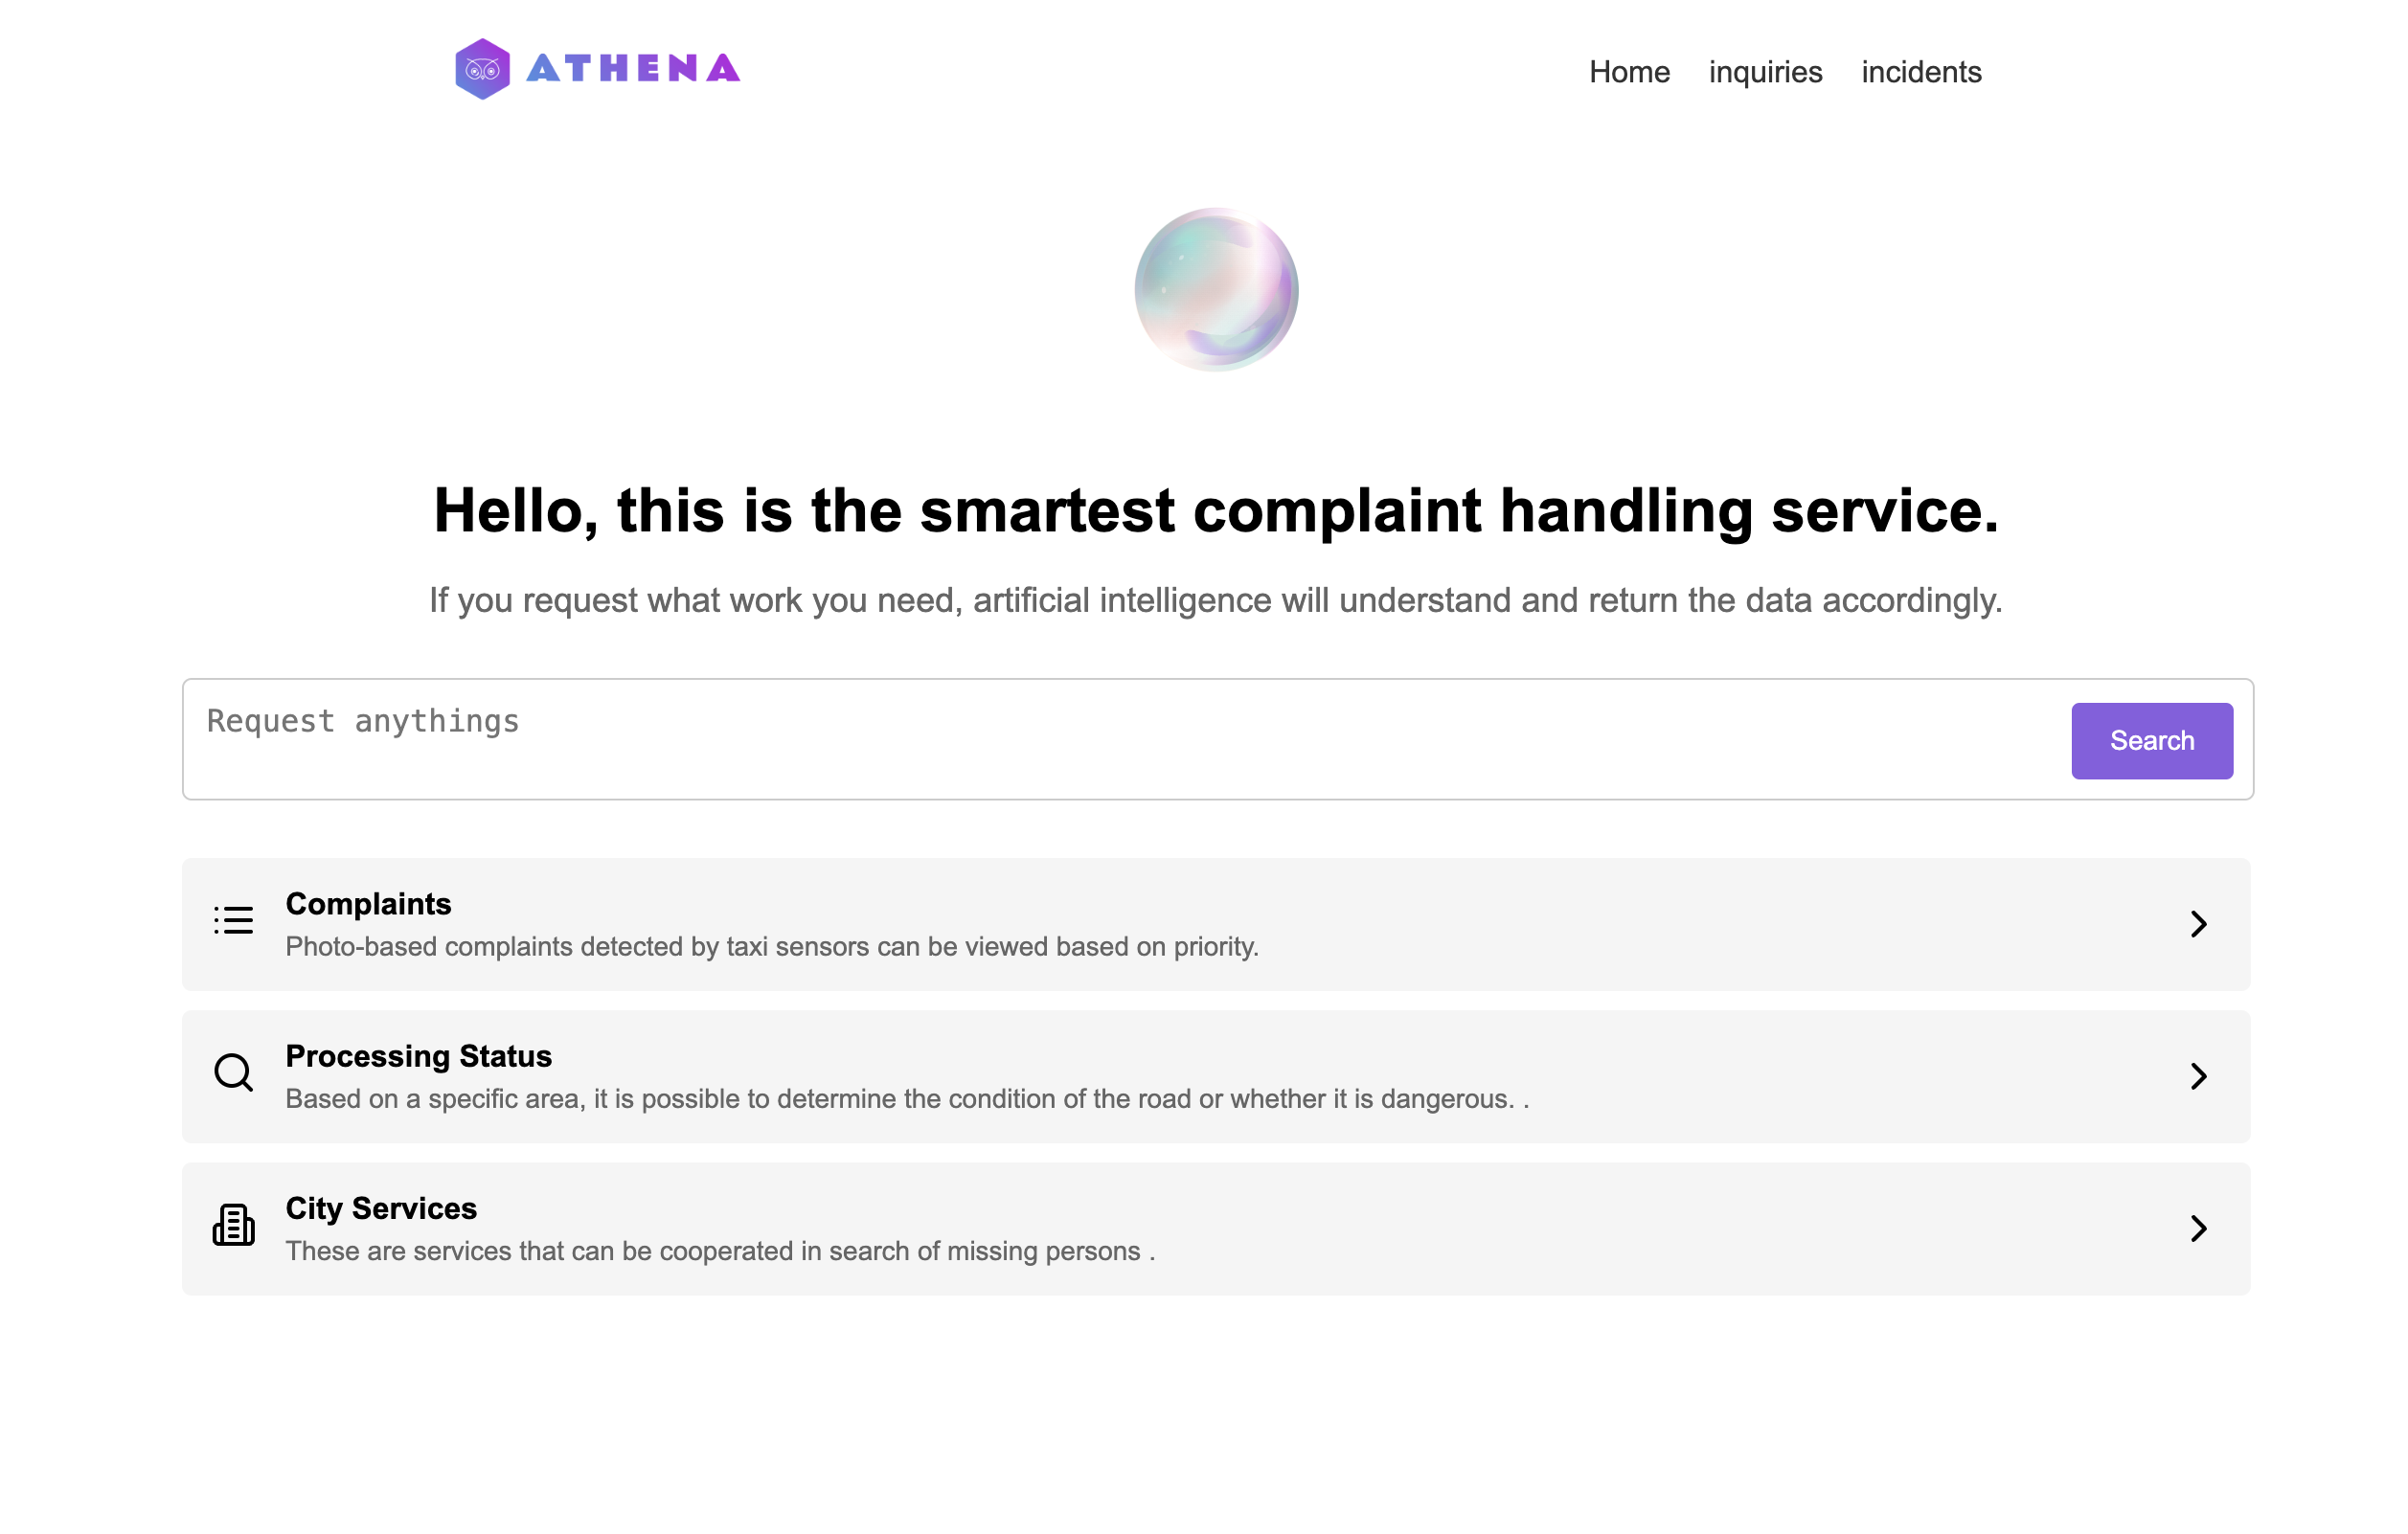 ATHENA
Home inquiries incidents
Hello, this is the smartest complaint handling service.
If you request what work you need, artificial intelligence will understand and return the data accordingly.
Request anythings
Search
Complaints
Photo-based complaints detected by taxi sensors can be viewed based on priority.
Processing Status
Based on a specific area, it is possible to determine the condition of the road or whether it is dangerous. .
City Services
These are services that can be cooperated in search of missing persons .